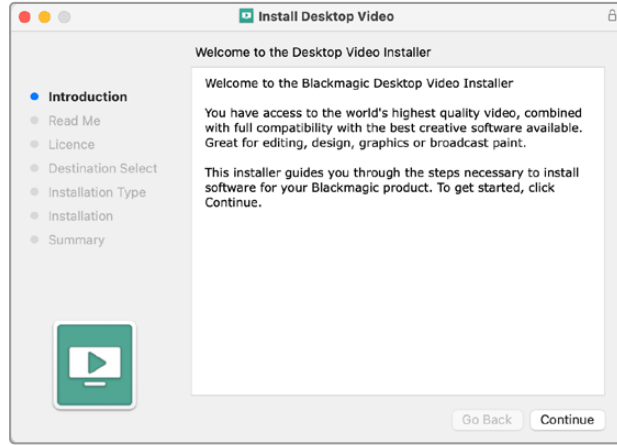 Install Desktop Video
Welcome to the Desktop Video Installer
Introduction
Read Me
Licence
Destination Select
Installation Type
Installation
Summary
Welcome to the Blackmagic Desktop Video Installer
You have access to the world's highest quality video, combined
with full compatibility with the best creative software available.
Great for editing, design, graphics or broadcast paint.
This installer guides you through the steps necessary to install
software for your Blackmagic product. To get started, click
Continue.
Go Back
Continue